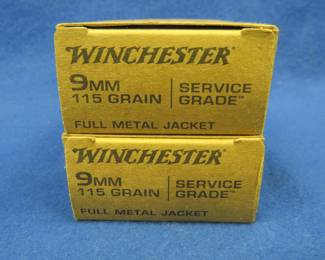 WINCHESTER
9MM SERVICE
115 GRAIN GRADE™
FULL METAL JACKET
WINCHESTER
9MM SERVICE
115 GRAIN GRADE™
FULL METAL JACKET